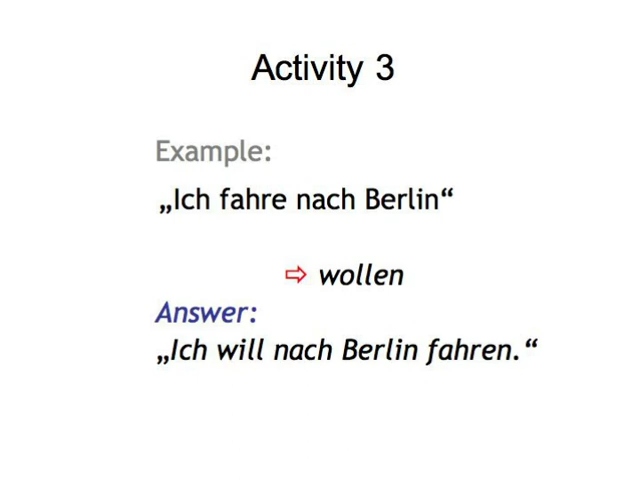 Activity 3
Example:
„Ich fahre nach Berlin“
⇨ wollen
Answer:
„Ich will nach Berlin fahren.“